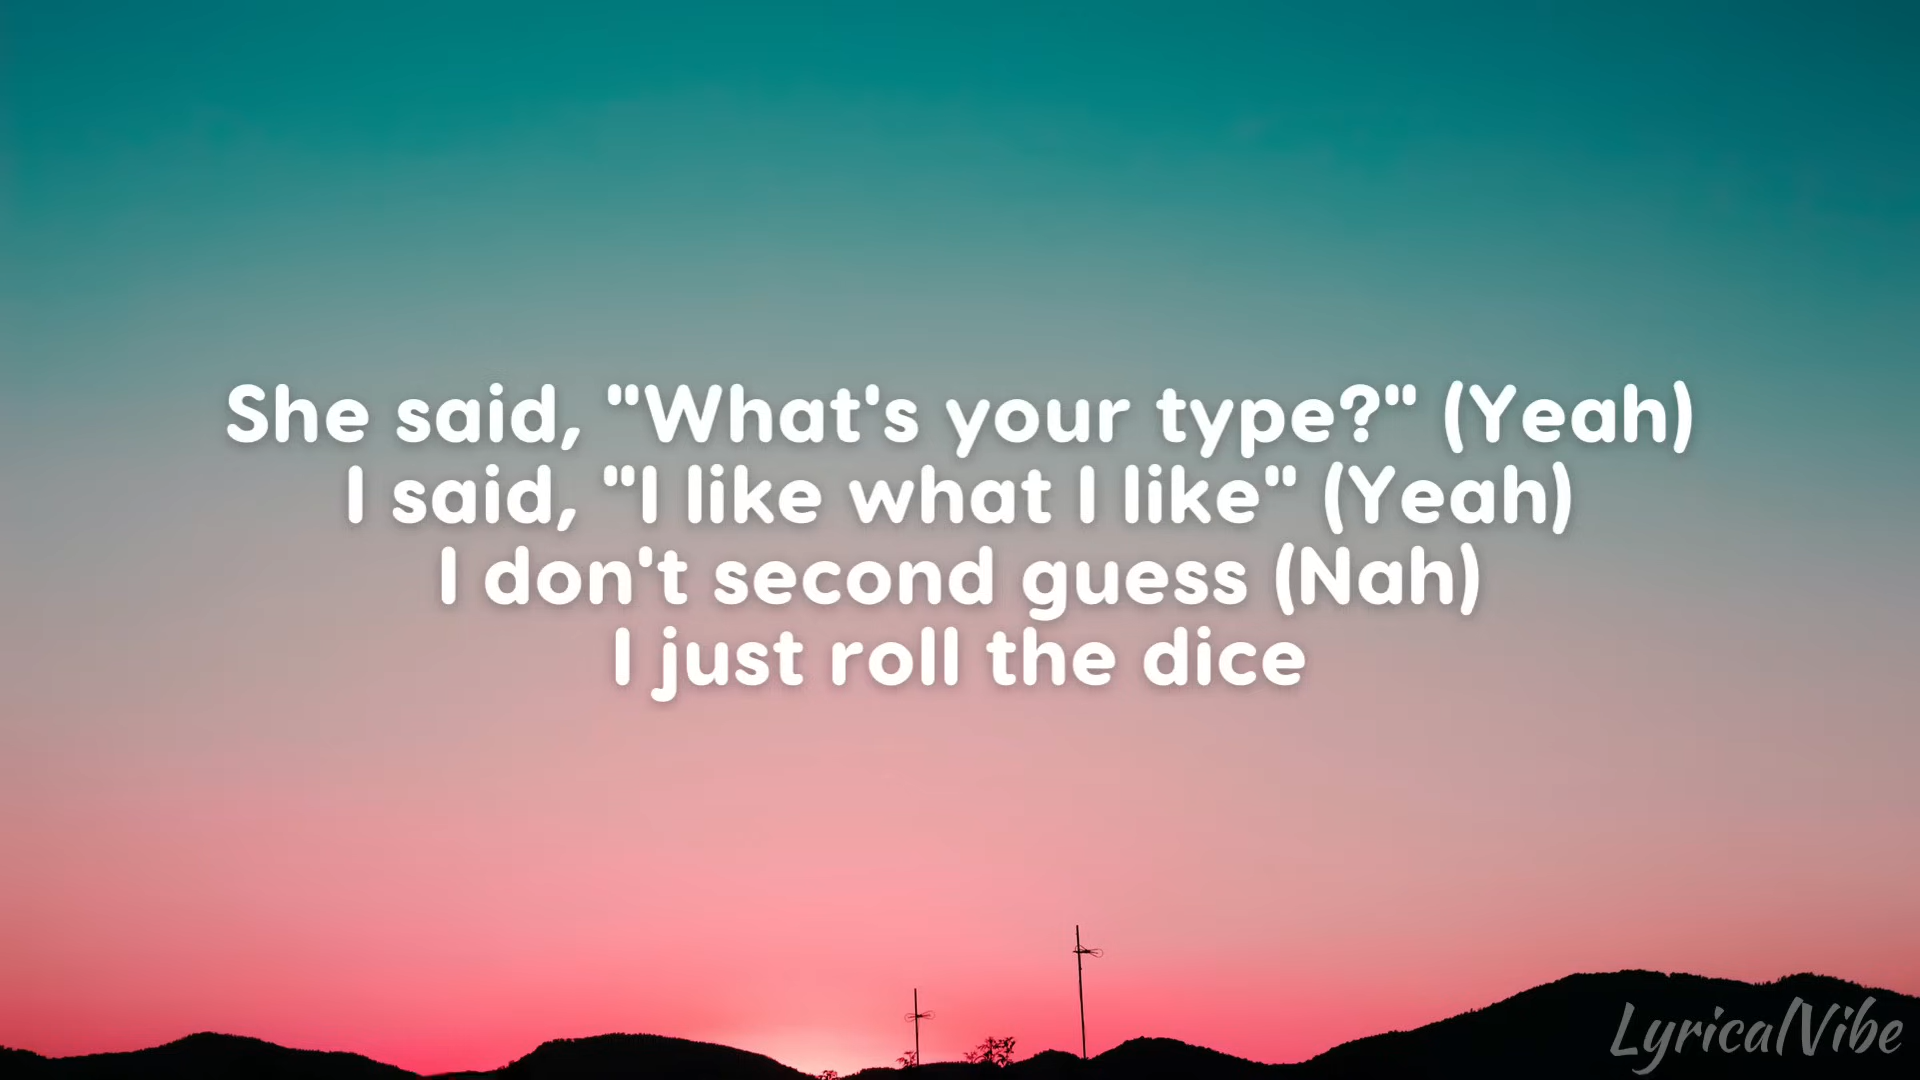 She said, "What's your type?" (Yeah)
I said, "I like what I like" (Yeah)
I don't second guess (Nah)
I just roll the dice
LyricalVibe